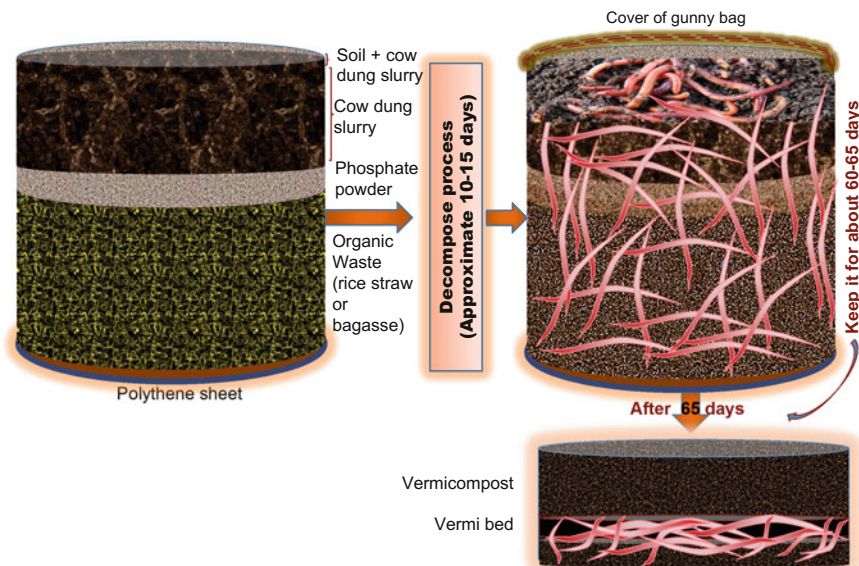 Soil + cow
dung slurry
Cow dung
slurry
Phosphate
powder
Organic
Waste
(rice straw
or
bagasse)
Polythene sheet
Decompose process
(Approximate 10-15 days)
Cover of gunny bag
Keep it for about 60-65 days
After 65 days
Vermicompost
Vermi bed